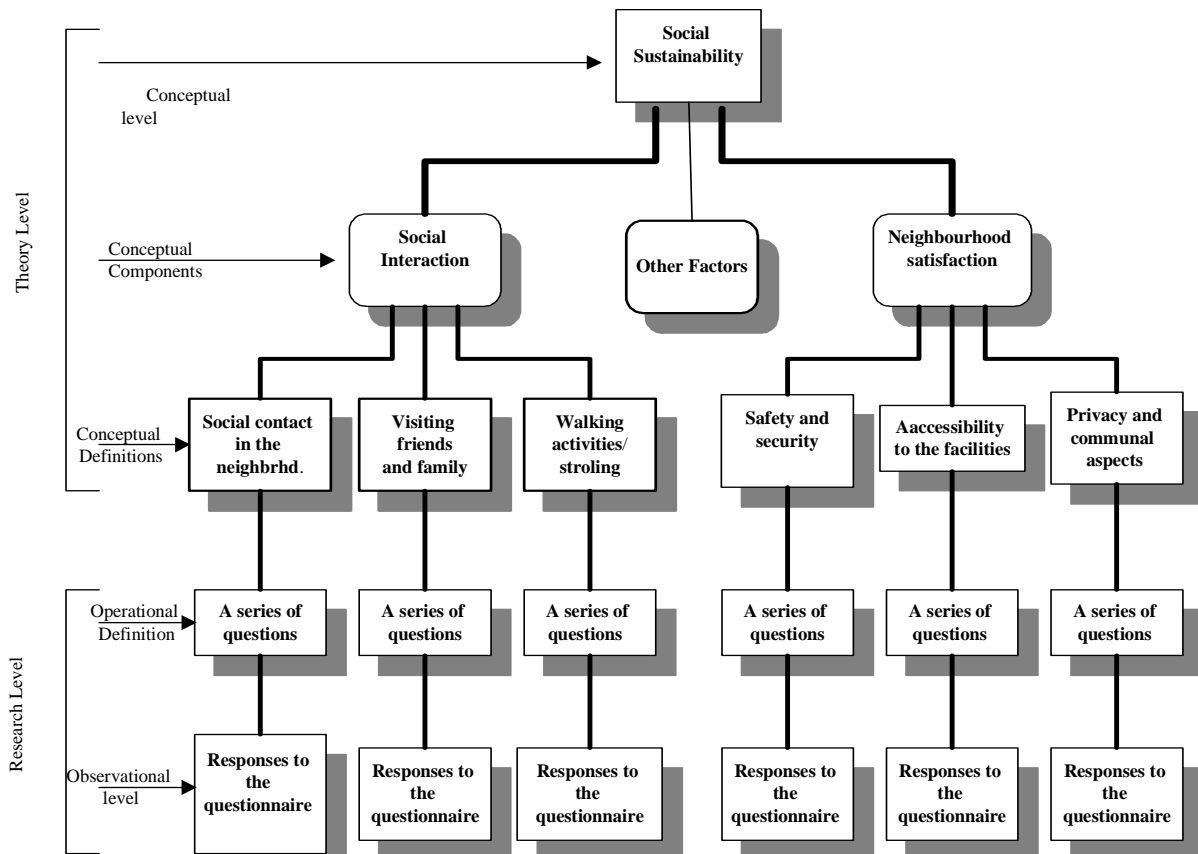 Social
Sustainability
Conceptual
level
Theory Level
Conceptual
Components
Social
Interaction
Other Factors
Neighbourhood
satisfaction
Conceptual
Definitions
Social contact
in the
neighbrhd.
Visiting
friends
and family
Walking
activities/
stroling
Safety and
security
Aaccessibility
to the facilities
Privacy and
communal
aspects
Research Level
Operational
Definition
A series of
questions
A series of
questions
A series of
questions
A series of
questions
A series of
questions
A series of
questions
Observational
level
Responses to
the
questionnaire
Responses to
the
questionnaire
Responses to
the
questionnaire
Responses to
the
questionnaire
Responses to
the
questionnaire
Responses to
the
questionnaire